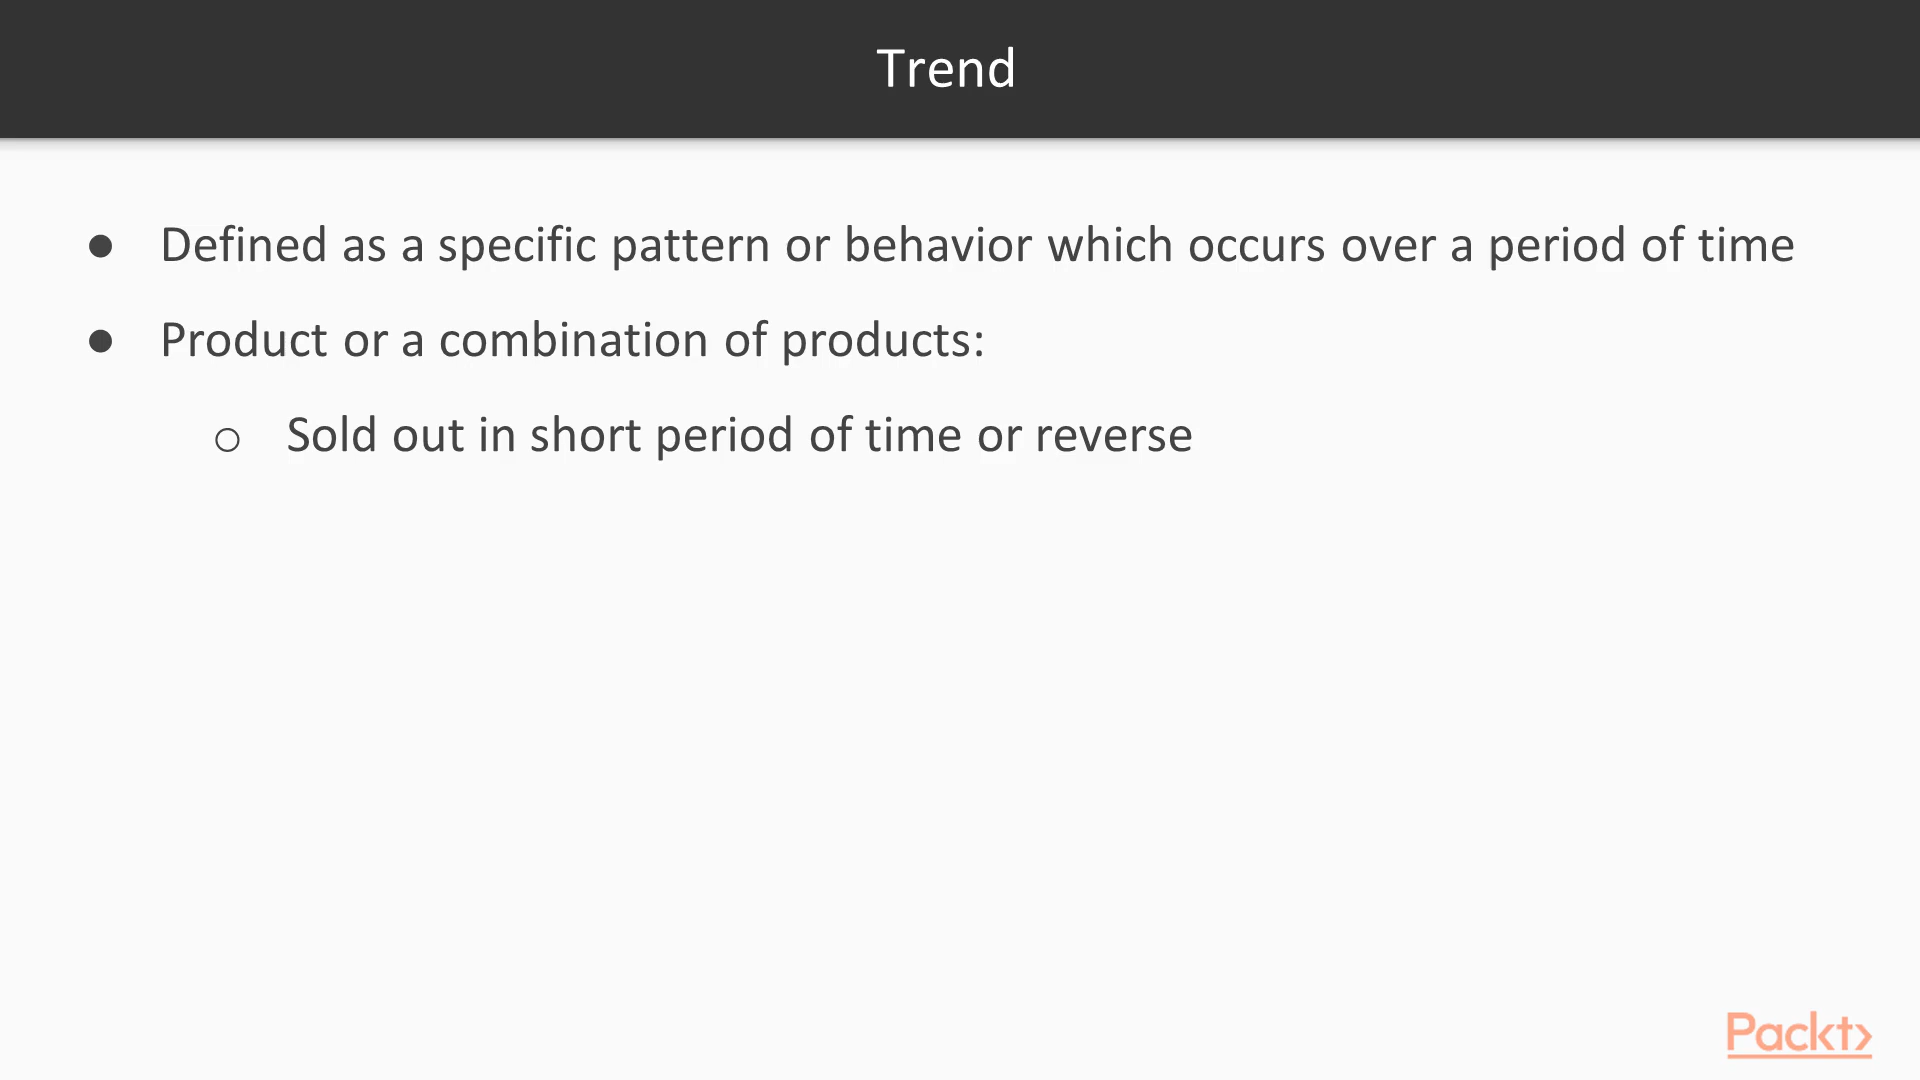 Trend
● Defined as a specific pattern or behavior which occurs over a period of time
● Product or a combination of products:
○ Sold out in short period of time or reverse
Packt>